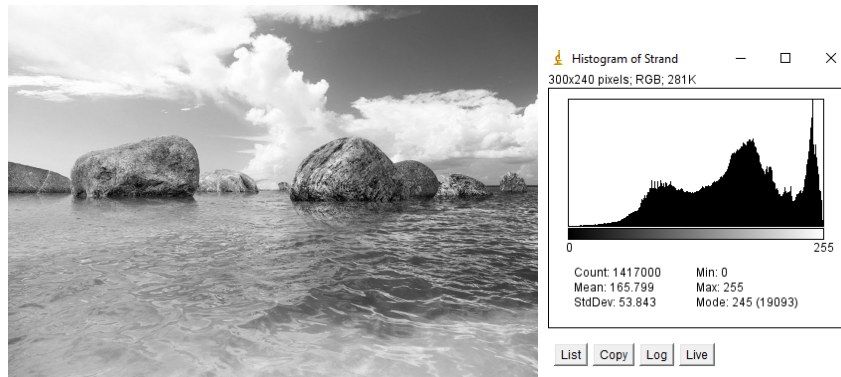 Histogram of Strand
300x240 pixels; RGB; 281K
0 255
Count: 1417000 Min: 0
Mean: 165.799 Max: 255
StdDev: 53.843 Mode: 245 (19093)
List Copy Log Live